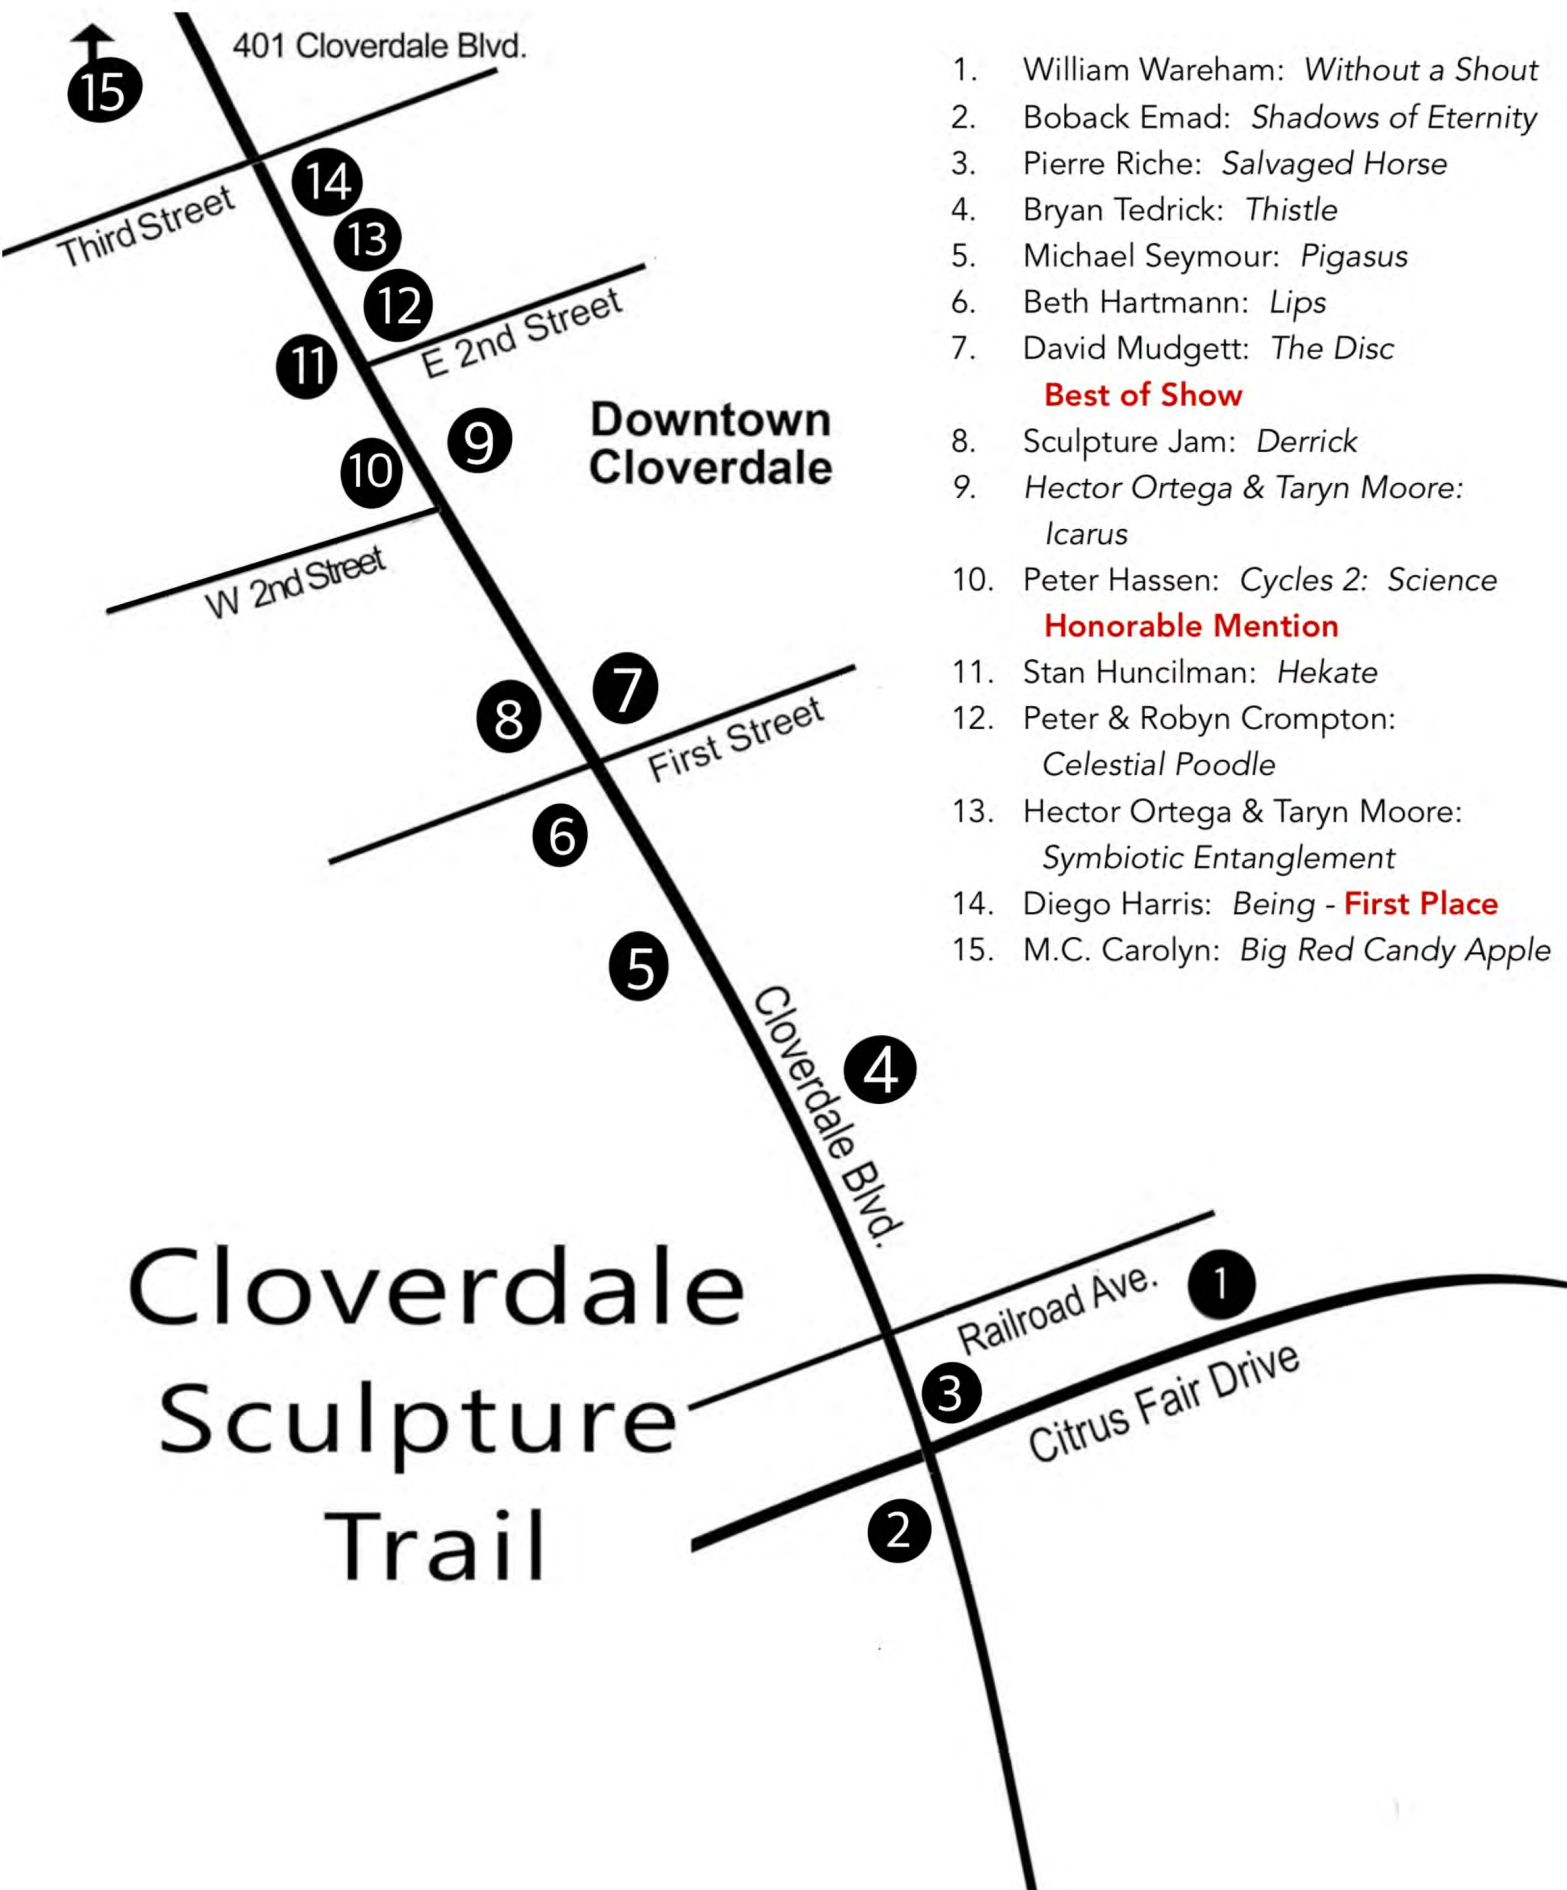 401 Cloverdale Blvd.
15
Third Street
14
13
12
E 2nd Street
11
Downtown
Cloverdale
9
10
W 2nd Street
7
8
First Street
6
5
Cloverdale Blvd.
4
Railroad Ave.
1
3
Citrus Fair Drive
2
Cloverdale
Sculpture
Trail
1. William Wareham: Without a Shout
2. Boback Emad: Shadows of Eternity
3. Pierre Riche: Salvaged Horse
4. Bryan Tedrick: Thistle
5. Michael Seymour: Pigasus
6. Beth Hartmann: Lips
7. David Mudgett: The Disc
Best of Show
8. Sculpture Jam: Derrick
9. Hector Ortega & Taryn Moore:
Icarus
10. Peter Hassen: Cycles 2: Science
Honorable Mention
11. Stan Huncilman: Hekate
12. Peter & Robyn Crompton:
Celestial Poodle
13. Hector Ortega & Taryn Moore:
Symbiotic Entanglement
14. Diego Harris: Being - First Place
15. M.C. Carolyn: Big Red Candy Apple